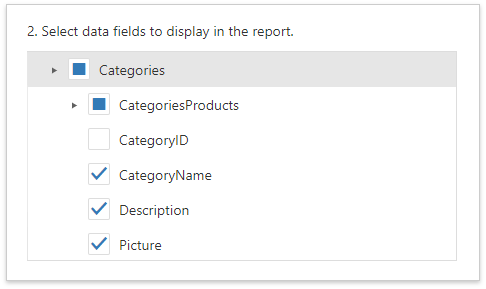 2. Select data fields to display in the report.
Categories
CategoriesProducts
CategoryID
CategoryName
Description
Picture